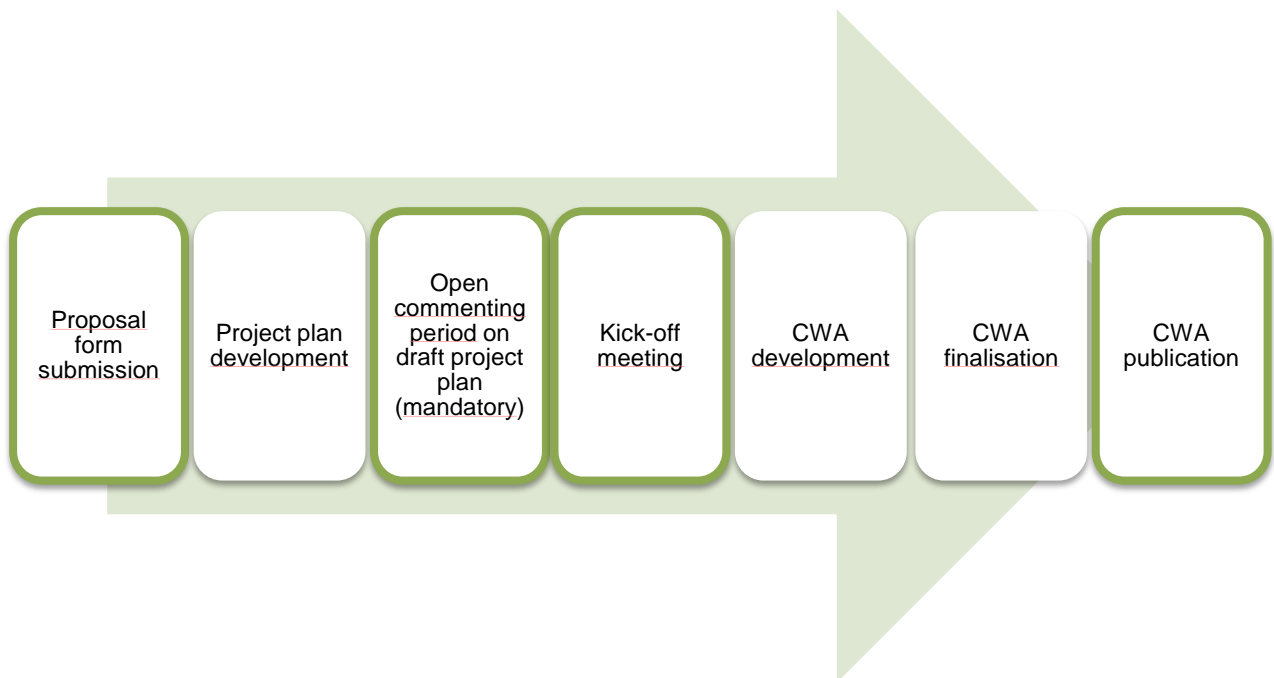 Proposal
form
submission
Project plan
development
Open
commenting
period on
draft project
plan
(mandatory)
Kick-off
meeting
CWA
development
CWA
finalisation
CWA
publication